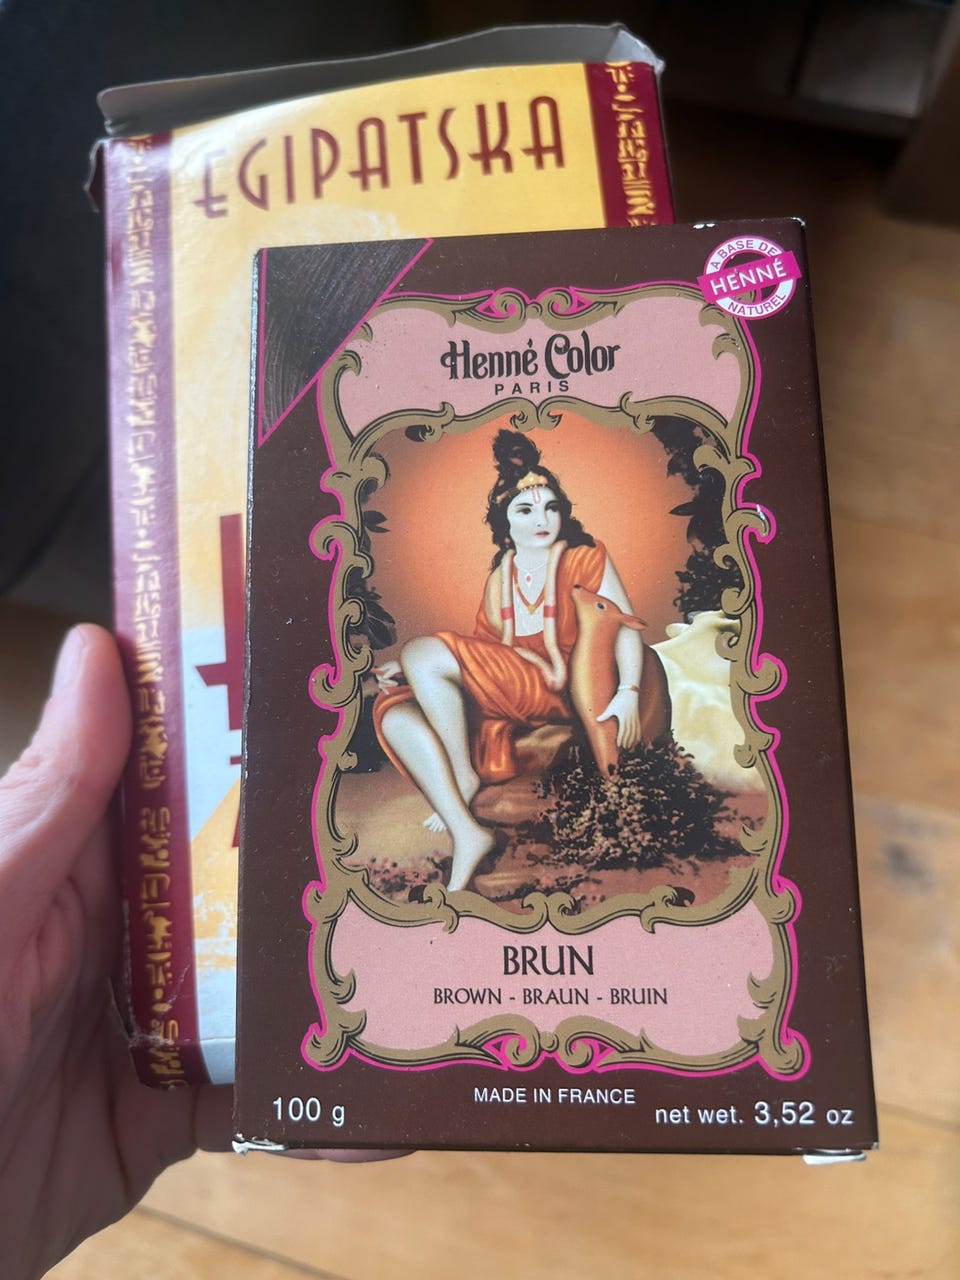 EGIPATSKA
A BASE DE
HENNÉ
NATUREL
Henné Color
PARIS
BRUN
BROWN - BRAUN - BRUIN
MADE IN FRANCE
100 g
net wet. 3,52 oz